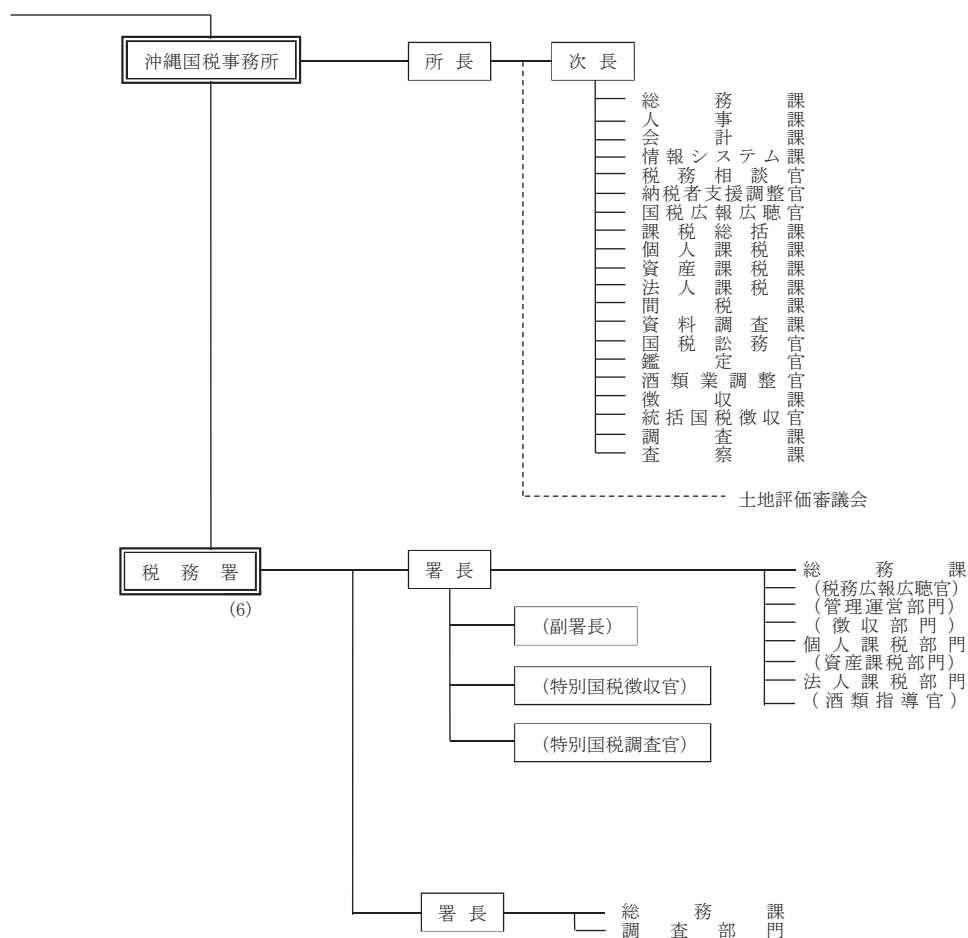 沖縄国税事務所
所長
次長
総務課
人事課
会計課
情報システム課
税務相談官
納税者支援調整官
国税広報広聴官
課税総括課
個人課税課
資産課税課
法人課税課
間税課
資料調査課
国税訟務官
鑑定官
酒類業調整官
徴収課
統括国税徴収官
調査課
査察課
土地評価審議会
税務署
(6)
署長
(副署長)
(特別国税徴収官)
(特別国税調査官)
総務課
(税務広報広聴官)
(管理運営部門)
(徴収部門)
個人課税部門
(資産課税部門)
法人課税部門
(酒類指導官)
署長
総務課
調査部門